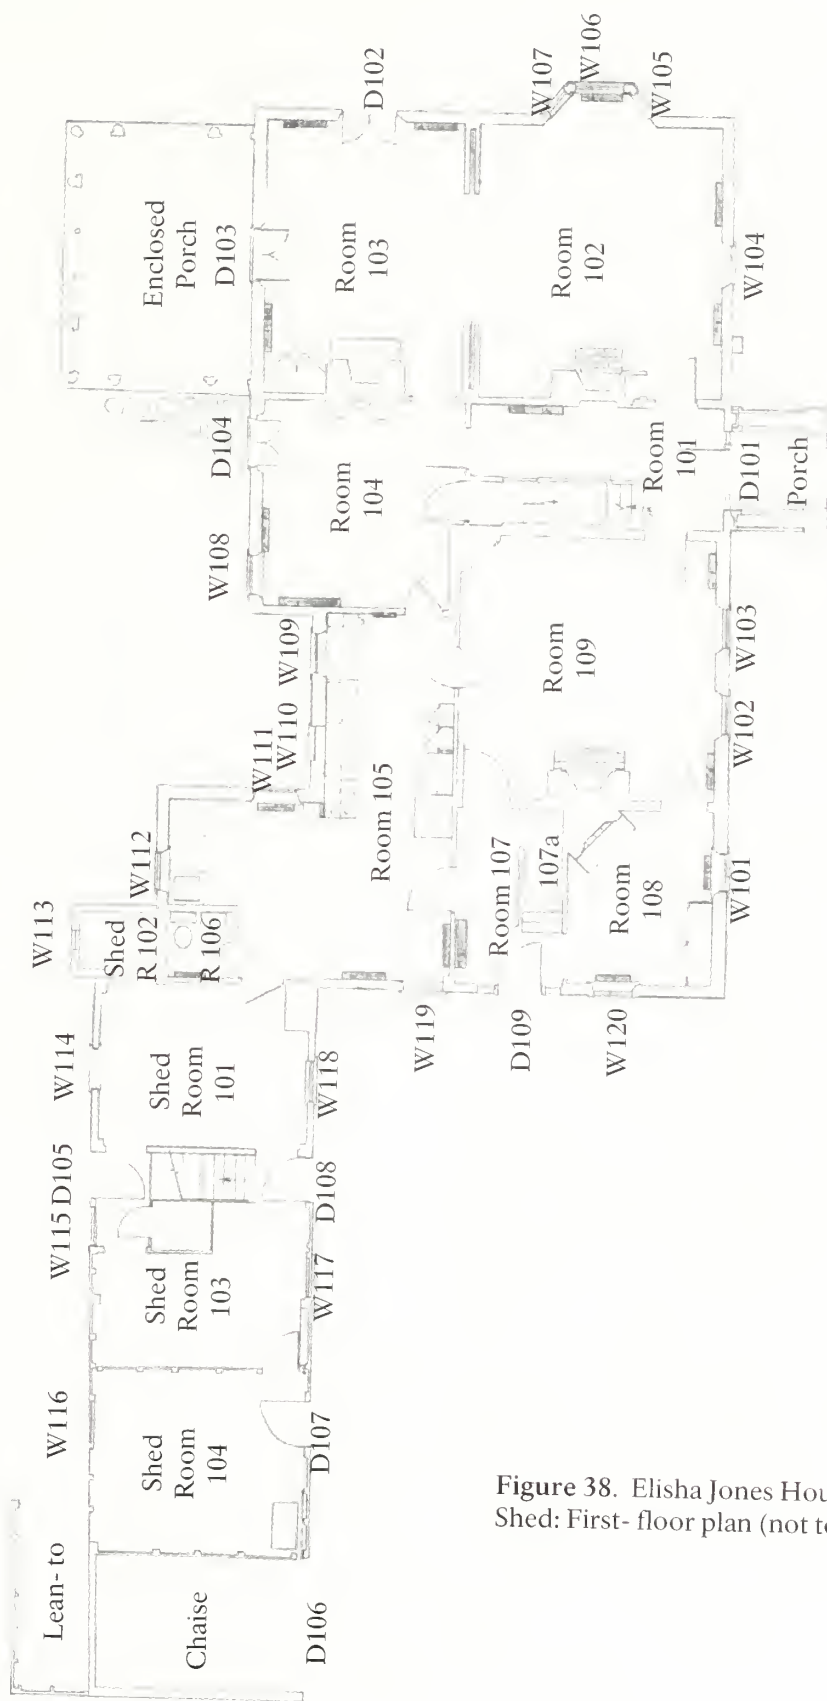 W107
W106
W105
D102
Enclosed
Porch
D103
Room
103
Room
102
W104
D104
Room
104
Room
101
D101
Porch
W108
W109
W110
W111
Room
109
W103
W102
Room 105
W112
Room 107
107a
Room
108
W101
W113
Shed
R 102
R 106
W119
D109
W120
W114
Shed
Room
101
W118
D105
D108
W115
Shed
Room
103
W117
W116
Shed
Room
104
D107
Lean- to
Chaise
D106
Figure 38. Elisha Jones Hou
Shed: First- floor plan (not to